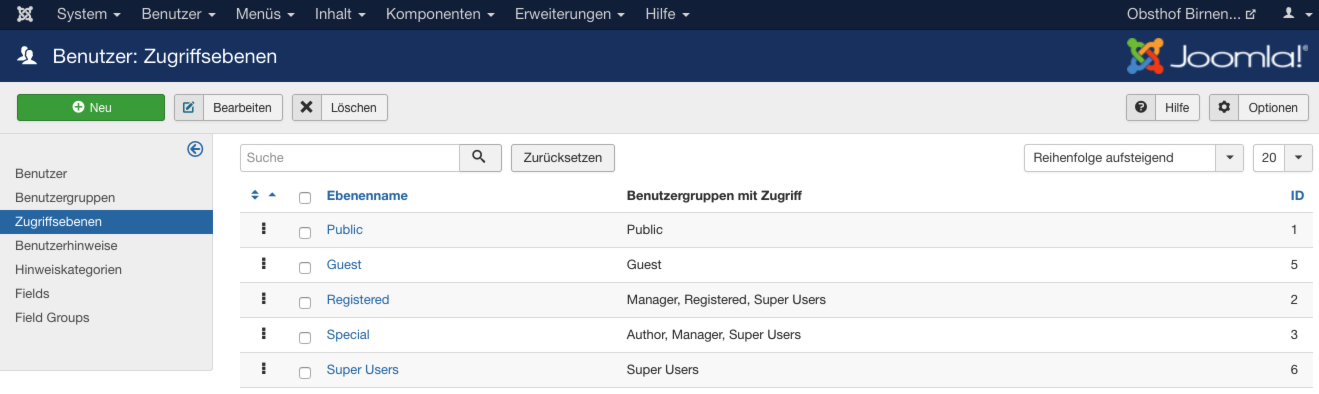 System Benutzer Menüs Inhalt Komponenten Erweiterungen Hilfe Obsthof Birnen...
Benutzer: Zugriffsebenen Joomla!®
Neu Bearbeiten Löschen Hilfe Optionen
Suche Zurücksetzen Reihenfolge aufsteigend 20
Benutzer
Benutzergruppen
Zugriffsebenen
Benutzerhinweise
Hinweiskategorien
Fields
Field Groups
Ebenenname Benutzergruppen mit Zugriff ID
Public Public 1
Guest Guest 5
Registered Manager, Registered, Super Users 2
Special Author, Manager, Super Users 3
Super Users Super Users 6